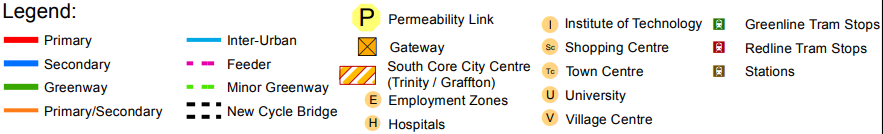 Legend:
Primary
Secondary
Greenway
Primary/Secondary
Inter-Urban
Feeder
Minor Greenway
New Cycle Bridge
P Permeability Link
Gateway
South Core City Centre
(Trinity / Graffton)
E Employment Zones
H Hospitals
I Institute of Technology
Sc Shopping Centre
Tc Town Centre
U University
V Village Centre
Greenline Tram Stops
Redline Tram Stops
Stations